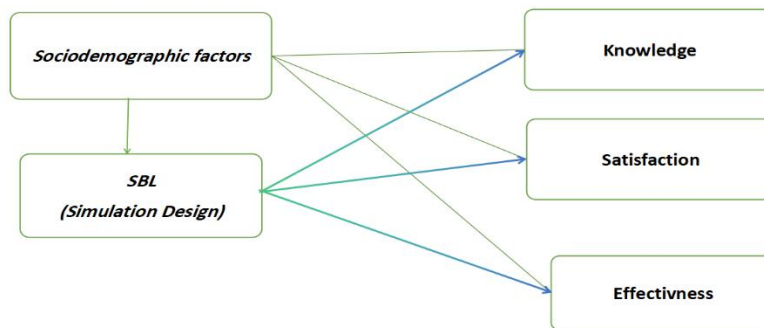 Sociodemographic factors
SBL
(Simulation Design)
Knowledge
Satisfaction
Effectivness